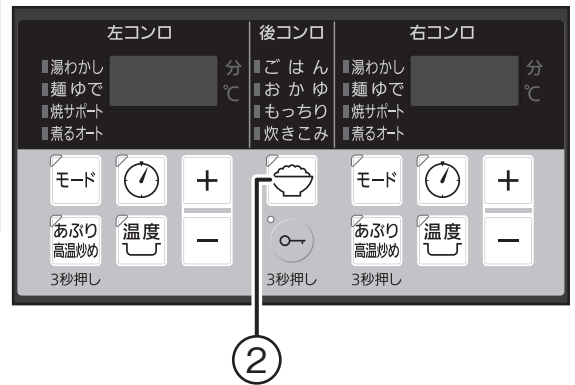 左コンロ
湯わかし
麺ゆで
焼サポート
煮るオート
分
℃
後コンロ
ごはん
おかゆ
もっちり
炊きこみ
右コンロ
湯わかし
麺ゆで
焼サポート
煮るオート
分
℃
モード
+
モード
+
あぶり
高温炒め
温度
−
あぶり
高温炒め
温度
−
3秒押し
3秒押し
3秒押し
②